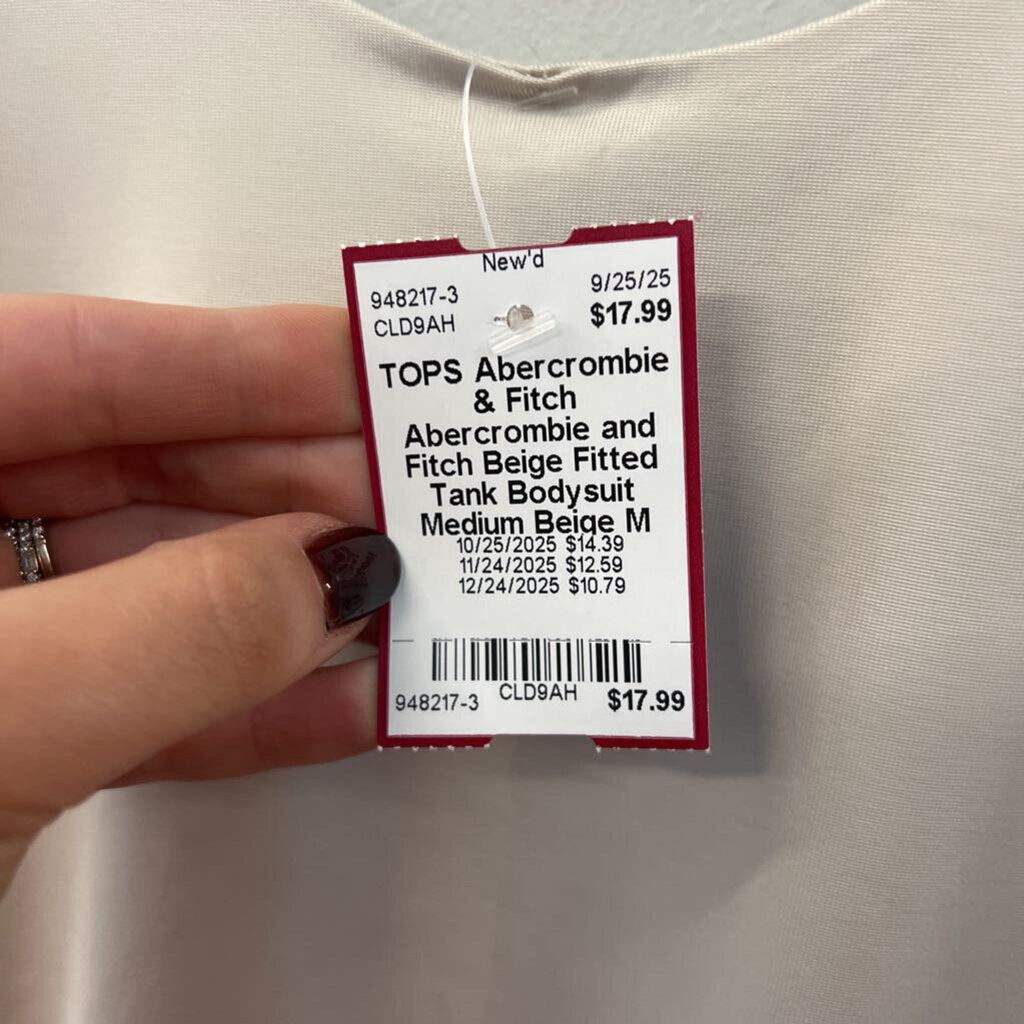 New'd
948217-3 9/25/25
CLD9AH $17.99
TOPS Abercrombie
& Fitch
Abercrombie and
Fitch Beige Fitted
Tank Bodysuit
Medium Beige M
10/25/2025 $14.39
11/24/2025 $12.59
12/24/2025 $10.79
948217-3 CLD9AH $17.99